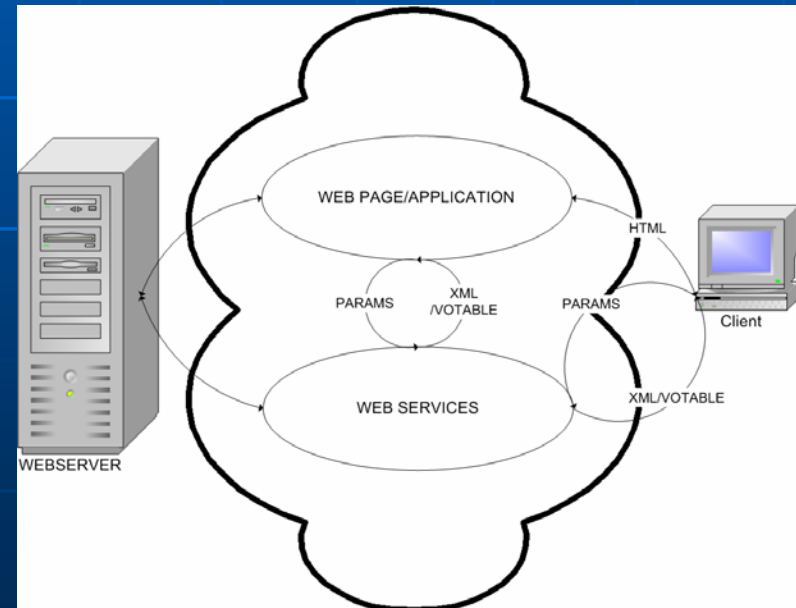 WEB PAGE/APPLICATION
HTML
PARAMS
XML
/VOTABLE
PARAMS
Client
WEB SERVICES
XML/VOTABLE
WEBSERVER